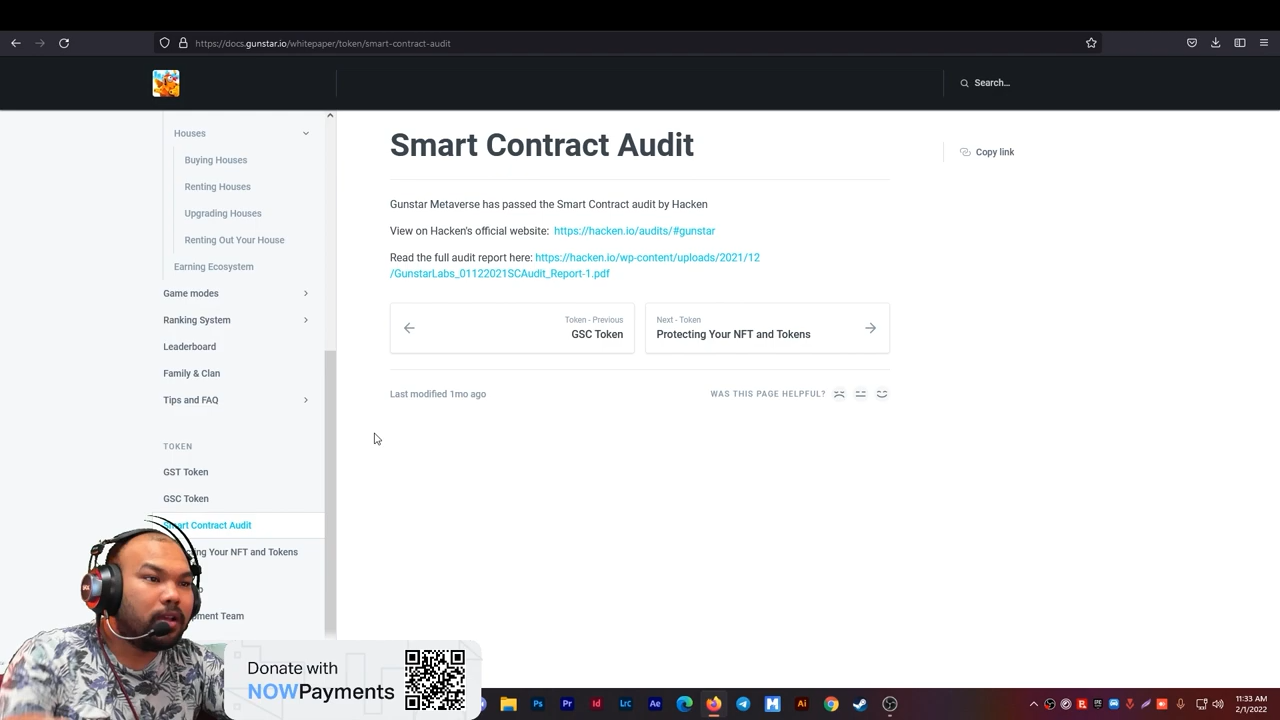 https://docs.gunstar.io/whitepaper/token/smart-contract-audit
Search…
Houses
Buying Houses
Renting Houses
Upgrading Houses
Renting Out Your House
Earning Ecosystem
Game modes
Ranking System
Leaderboard
Family & Clan
Tips and FAQ
TOKEN
GST Token
GSC Token
Smart Contract Audit
Your NFT and Tokens
Team
Smart Contract Audit
Copy link
Gunstar Metaverse has passed the Smart Contract audit by Hacken
View on Hacken's official website: https://hacken.io/audits/#gunstar
Read the full audit report here: https://hacken.io/wp-content/uploads/2021/12
/GunstarLabs_01122021SCAudit_Report-1.pdf
Token - Previous
GSC Token
Next - Token
Protecting Your NFT and Tokens
Last modified 1mo ago
WAS THIS PAGE HELPFUL?
Donate with
NOWPayments
Ps
Pr
Id
Lrc
Ae
Ai
11:33 AM
2/1/2022